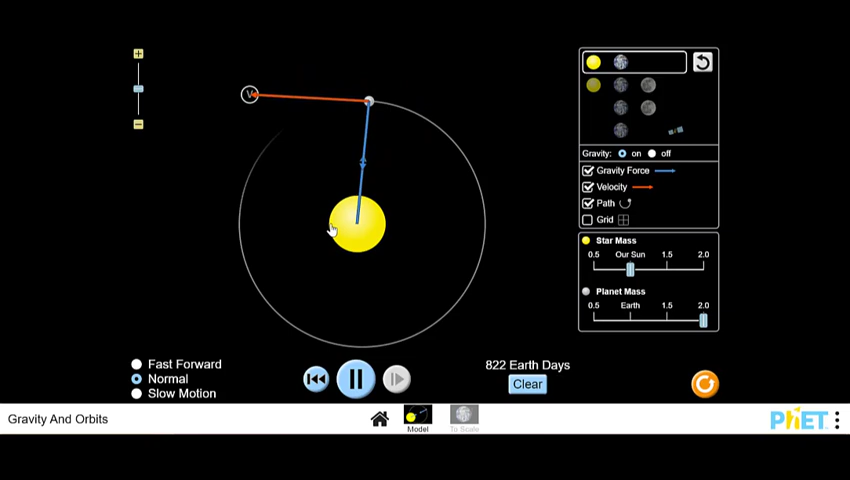 V
Gravity: on off
Gravity Force
Velocity
Path
Grid
Star Mass
0.5 Our Sun 1.5 2.0
Planet Mass
0.5 Earth 1.5 2.0
Fast Forward
Normal
Slow Motion
822 Earth Days
Clear
Gravity And Orbits
Model
To Scale
PhET